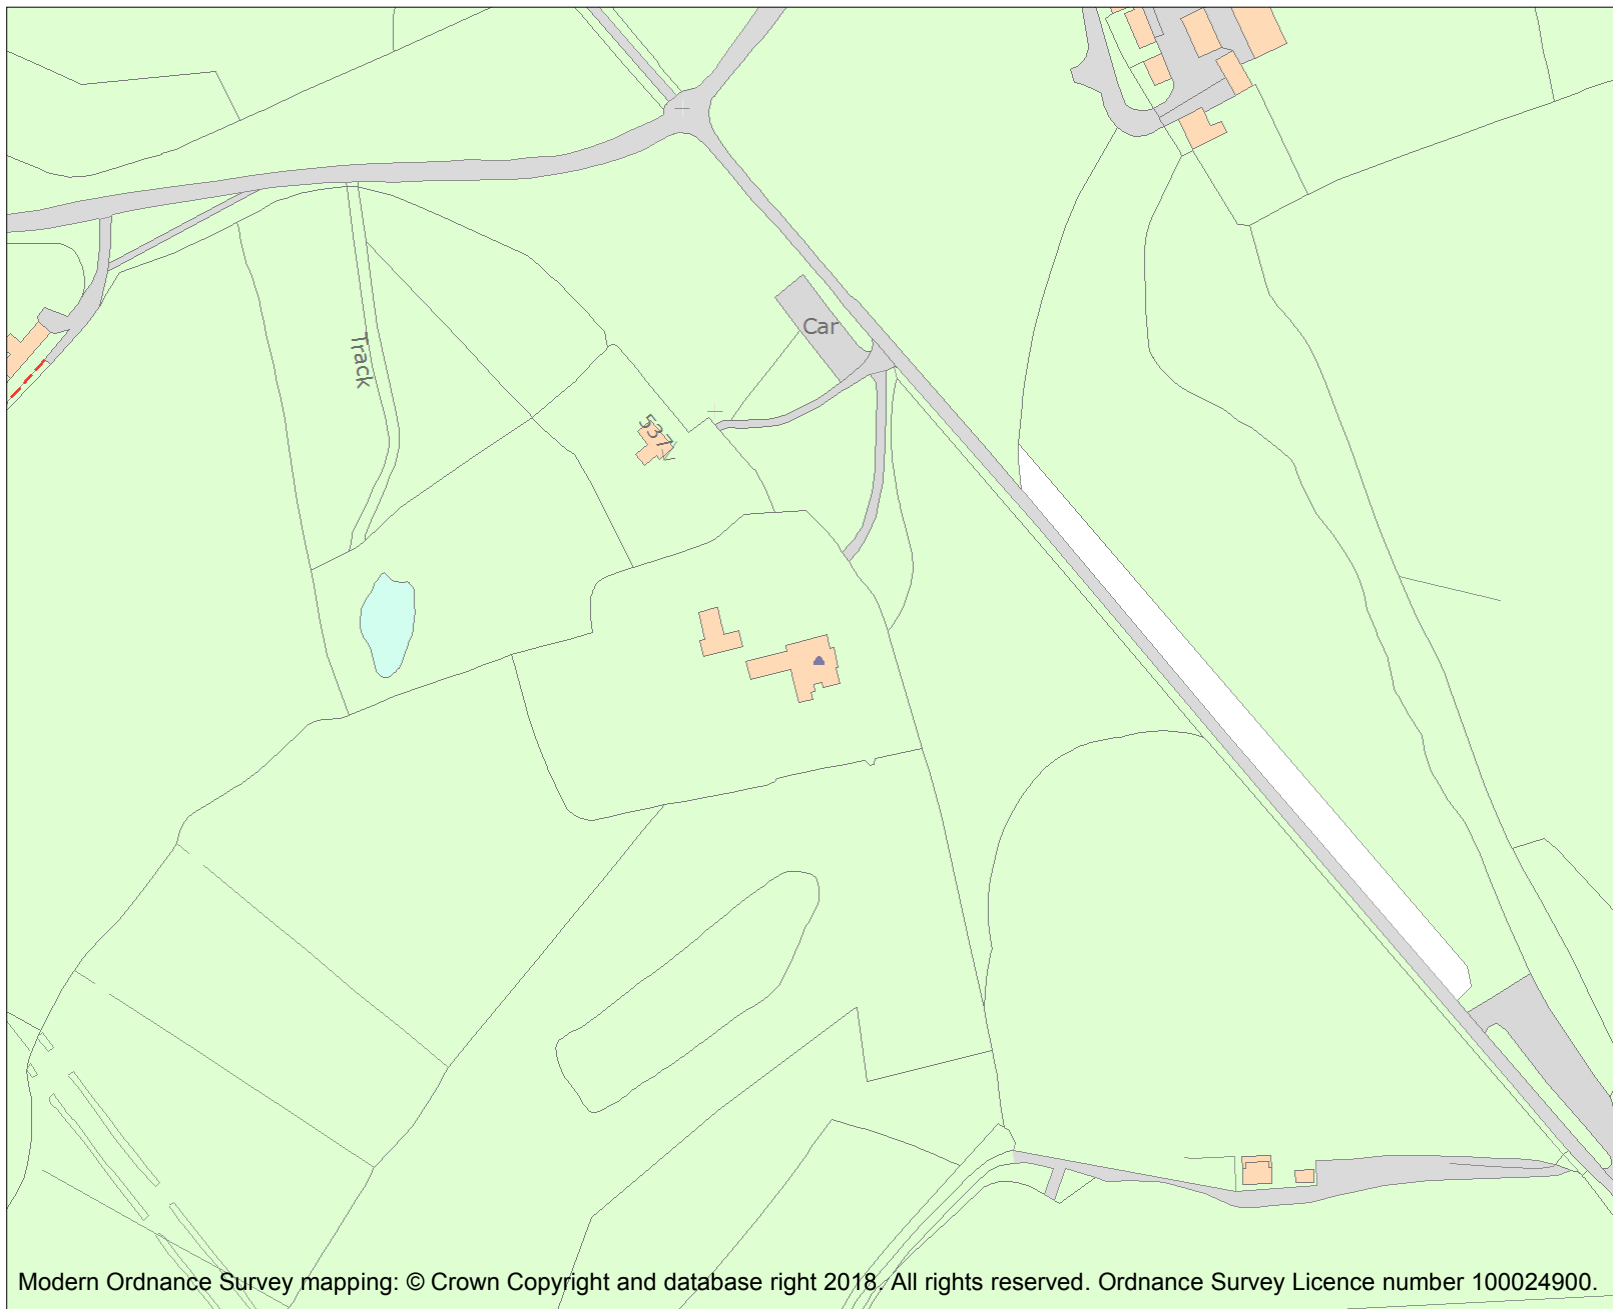 Car
Track
537
Modern Ordnance Survey mapping: © Crown Copyright and database right 2018. All rights reserved. Ordnance Survey Licence number 100024900.